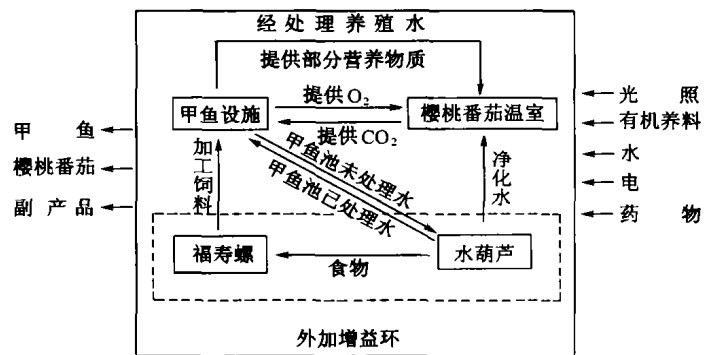 经处理养殖水
提供部分营养物质
甲鱼设施
提供O₂
提供CO₂
樱桃番茄温室
光照
有机养料
水
电
药物
甲鱼
樱桃番茄
副产品
加工饲料
甲鱼池未处理水
甲鱼池已处理水
净化水
福寿螺
食物
水葫芦
外加增益环